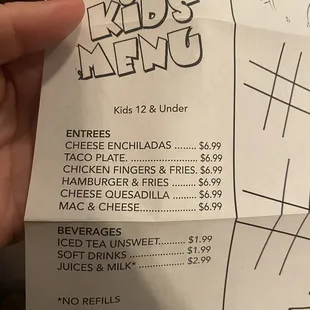 KIDS
MENU
Kids 12 & Under
ENTREES
CHEESE ENCHILADAS ........ $6.99
TACO PLATE. ........................ $6.99
CHICKEN FINGERS & FRIES. $6.99
HAMBURGER & FRIES ......... $6.99
CHEESE QUESADILLA ......... $6.99
MAC & CHEESE..................... $6.99
BEVERAGES
ICED TEA UNSWEET.......... $1.99
SOFT DRINKS ..................... $1.99
JUICES & MILK* .................. $2.99
*NO REFILLS